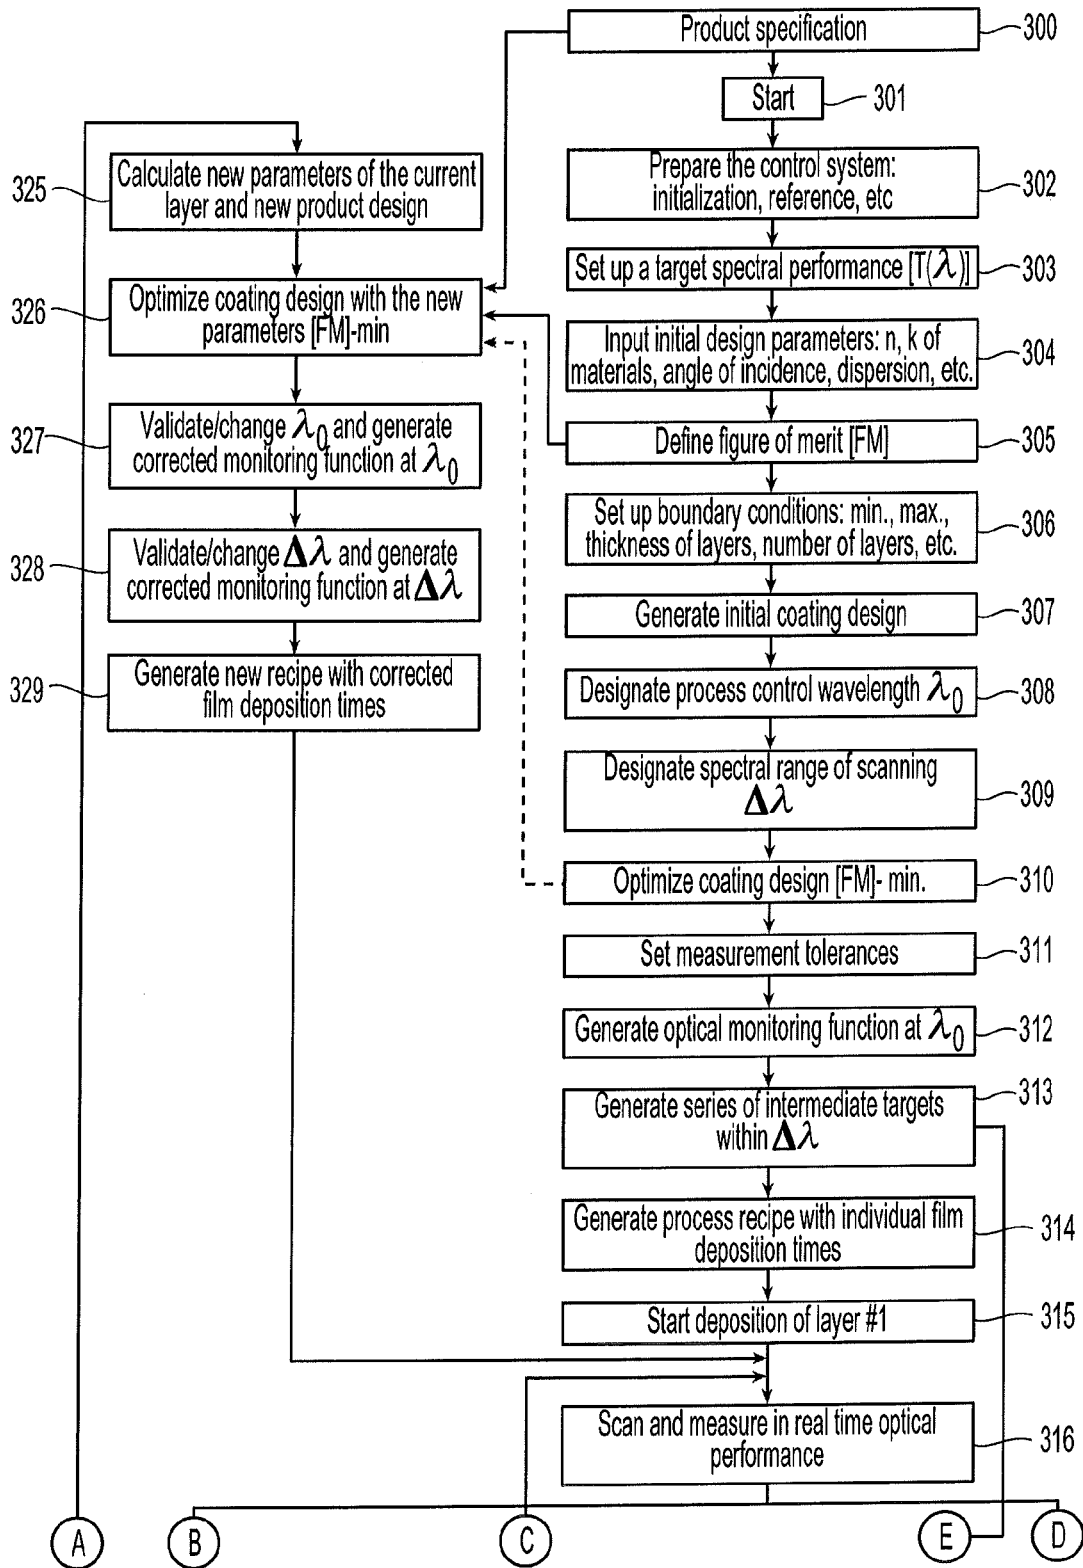 Product specification
300
Start
301
Prepare the control system:
initialization, reference, etc
302
Set up a target spectral performance [T(λ)]
303
Input initial design parameters: n, k of
materials, angle of incidence, dispersion, etc.
304
Define figure of merit [FM]
305
Set up boundary conditions: min., max.,
thickness of layers, number of layers, etc.
306
Generate initial coating design
307
Designate process control wavelength λ0
308
Designate spectral range of scanning
Δλ
309
Optimize coating design [FM]- min.
310
Set measurement tolerances
311
Generate optical monitoring function at λ0
312
Generate series of intermediate targets
within Δλ
313
Generate process recipe with individual film
deposition times
314
Start deposition of layer #1
315
Scan and measure in real time optical
performance
316
325
Calculate new parameters of the current
layer and new product design
326
Optimize coating design with the new
parameters [FM]-min
327
Validate/change λ0 and generate
corrected monitoring function at λ0
328
Validate/change Δλ and generate
corrected monitoring function at Δλ
329
Generate new recipe with corrected
film deposition times
A
B
C
E
D